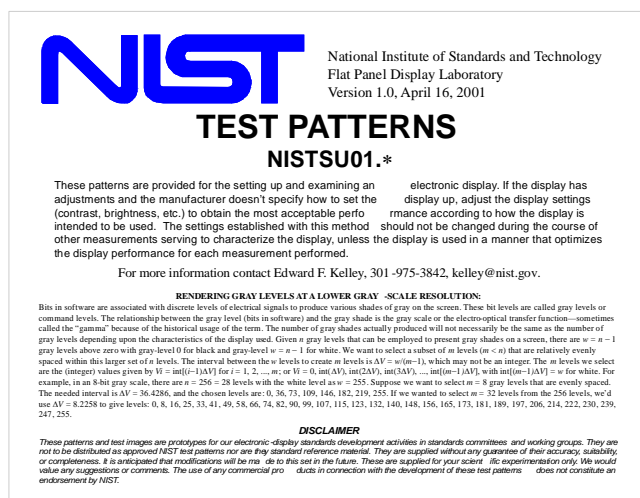 NIST
National Institute of Standards and Technology
Flat Panel Display Laboratory
Version 1.0, April 16, 2001
TEST PATTERNS
NISTSU01.*
These patterns are provided for the setting up and examining an electronic display. If the display has
adjustments and the manufacturer doesn't specify how to set the display up, adjust the display settings
(contrast, brightness, etc.) to obtain the most acceptable perfo rmance according to how the display is
intended to be used. The settings established with this method should not be changed during the course of
other measurements serving to characterize the display, unless the display is used in a manner that optimizes
the display performance for each measurement performed.
For more information contact Edward F. Kelley, 301 -975-3842, kelley@nist.gov.
RENDERING GRAY LEVELS AT A LOWER GRAY -SCALE RESOLUTION:
Bits in software are associated with discrete levels of electrical signals to produce various shades of gray on the screen. These bit levels are called gray levels or
command levels. The relationship between the gray level (bits in software) and the gray shade is the gray scale or the electro-optical transfer function—sometimes
called the "gamma" because of the historical usage of the term. The number of gray shades actually produced will not necessarily be the same as the number of
gray levels depending upon the characteristics of the display used. Given n gray levels that can be employed to present gray shades on a screen, there are w = n − 1
gray levels above zero with gray-level 0 for black and gray-level w = n − 1 for white. We want to select a subset of m levels (m < n) that are relatively evenly
spaced within this larger set of n levels. The interval between the w levels to create m levels is ΔV = w/(m−1), which may not be an integer. The m levels we select
are the (integer) values given by Vi = int[(i−1)ΔV] for i = 1, 2, ..., m; or Vi = 0, int(ΔV), int(2ΔV), int(3ΔV), ..., int[(m−1)ΔV], with int[(m−1)ΔV] = w for white. For
example, in an 8-bit gray scale, there are n = 256 = 28 levels with the white level as w = 255. Suppose we want to select m = 8 gray levels that are evenly spaced.
The needed interval is ΔV = 36.4286, and the chosen levels are: 0, 36, 73, 109, 146, 182, 219, 255. If we wanted to select m = 32 levels from the 256 levels, we'd
use ΔV = 8.2258 to give levels: 0, 8, 16, 25, 33, 41, 49, 58, 66, 74, 82, 90, 99, 107, 115, 123, 132, 140, 148, 156, 165, 173, 181, 189, 197, 206, 214, 222, 230, 239,
247, 255.
DISCLAIMER
These patterns and test images are prototypes for our electronic -display standards development activities in standards committees and working groups. They are
not to be distributed as approved NIST test patterns nor are they standard reference material. They are supplied without any guarantee of their accuracy, suitability,
or completeness. It is anticipated that modifications will be ma de to this set in the future. These are supplied for your scient ific experimentation only. We would
value any suggestions or comments. The use of any commercial pro ducts in connection with the development of these test patterns does not constitute an
endorsement by NIST.